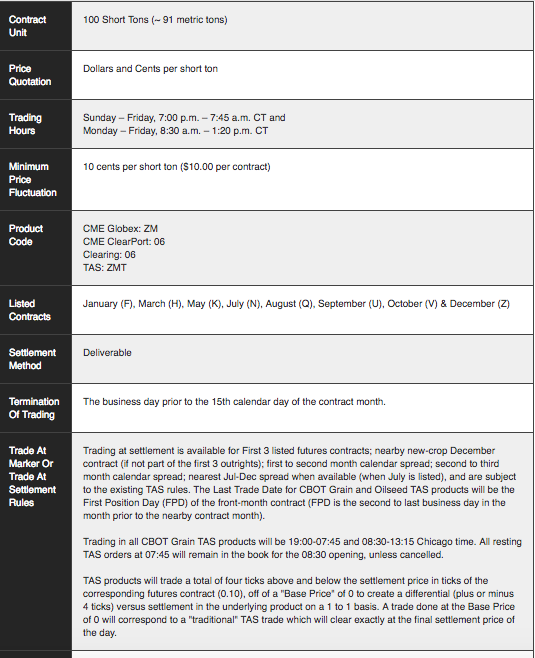 Contract
Unit
100 Short Tons (~ 91 metric tons)
Price
Quotation
Dollars and Cents per short ton
Trading
Hours
Sunday – Friday, 7:00 p.m. – 7:45 a.m. CT and
Monday – Friday, 8:30 a.m. – 1:20 p.m. CT
Minimum
Price
Fluctuation
10 cents per short ton ($10.00 per contract)
Product
Code
CME Globex: ZM
CME ClearPort: 06
Clearing: 06
TAS: ZMT
Listed
Contracts
January (F), March (H), May (K), July (N), August (Q), September (U), October (V) & December (Z)
Settlement
Method
Deliverable
Termination
Of Trading
The business day prior to the 15th calendar day of the contract month.
Trade At
Marker Or
Trade At
Settlement
Rules
Trading at settlement is available for First 3 listed futures contracts; nearby new-crop December
contract (if not part of the first 3 outrights); first to second month calendar spread; second to third
month calendar spread; nearest Jul-Dec spread when available (when July is listed), and are subject
to the existing TAS rules. The Last Trade Date for CBOT Grain and Oilseed TAS products will be the
First Position Day (FPD) of the front-month contract (FPD is the second to last business day in the
month prior to the nearby contract month).
Trading in all CBOT Grain TAS products will be 19:00-07:45 and 08:30-13:15 Chicago time. All resting
TAS orders at 07:45 will remain in the book for the 08:30 opening, unless cancelled.
TAS products will trade a total of four ticks above and below the settlement price in ticks of the
corresponding futures contract (0.10), off of a "Base Price" of 0 to create a differential (plus or minus
4 ticks) versus settlement in the underlying product on a 1 to 1 basis. A trade done at the Base Price
of 0 will correspond to a "traditional" TAS trade which will clear exactly at the final settlement price of
the day.